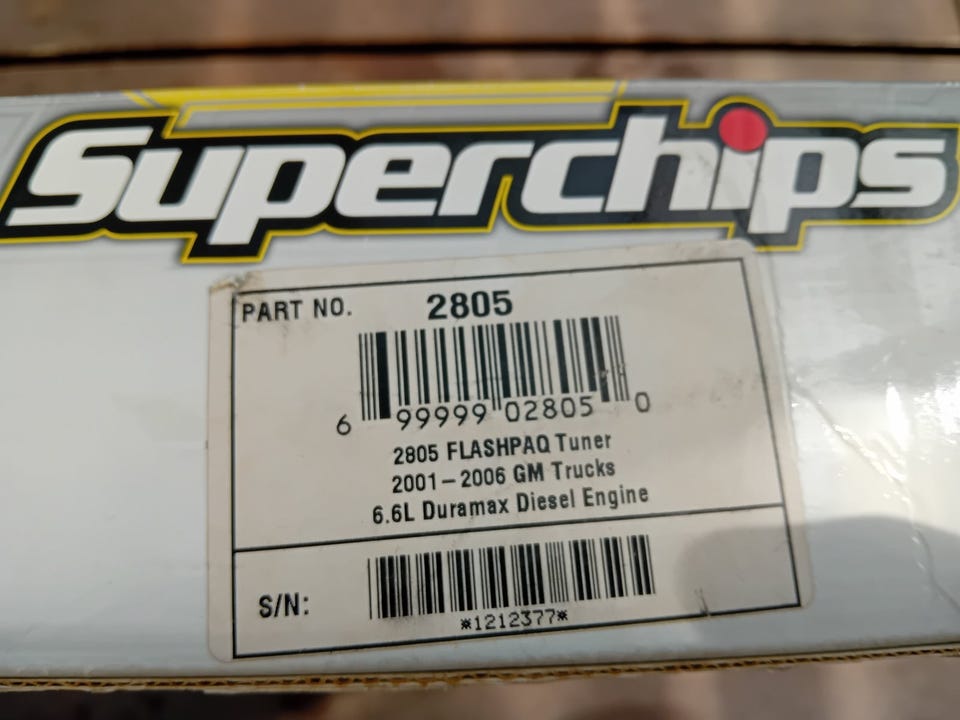 Superchips
PART NO. 2805
6 99999 02805 0
2805 FLASHPAQ Tuner
2001-2006 GM Trucks
6.6L Duramax Diesel Engine
S/N:
*1212377*